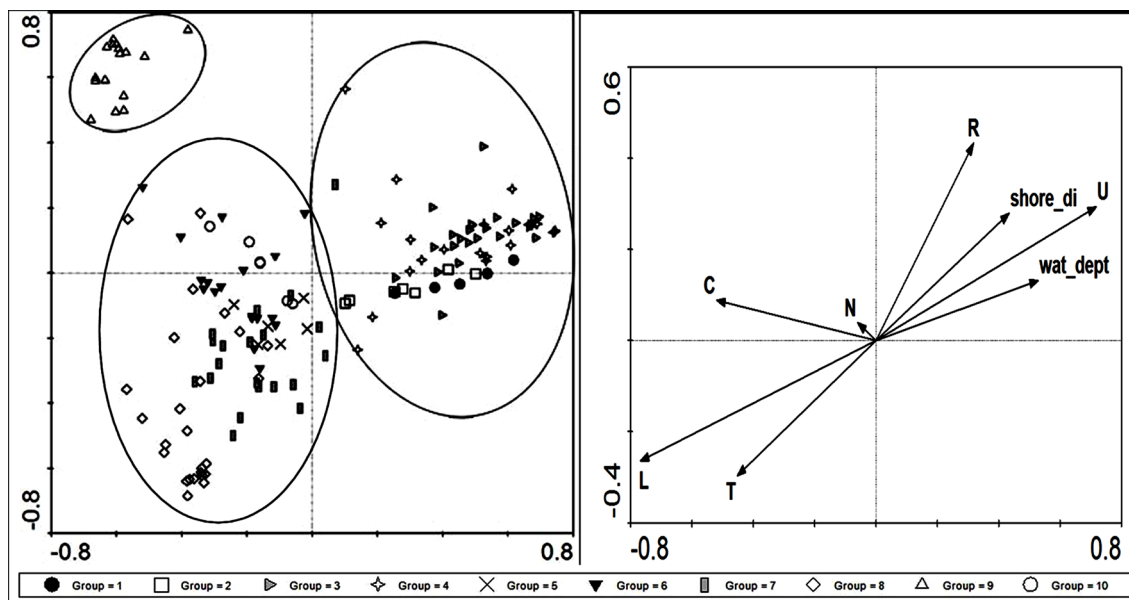 0.8
-0.8
-0.8
0.8
0.6
-0.4
-0.8
0.8
R
shore_di
U
wat_dept
C
N
L
T
Group = 1 Group = 2 Group = 3 Group = 4 Group = 5 Group = 6 Group = 7 Group = 8 Group = 9 Group = 10